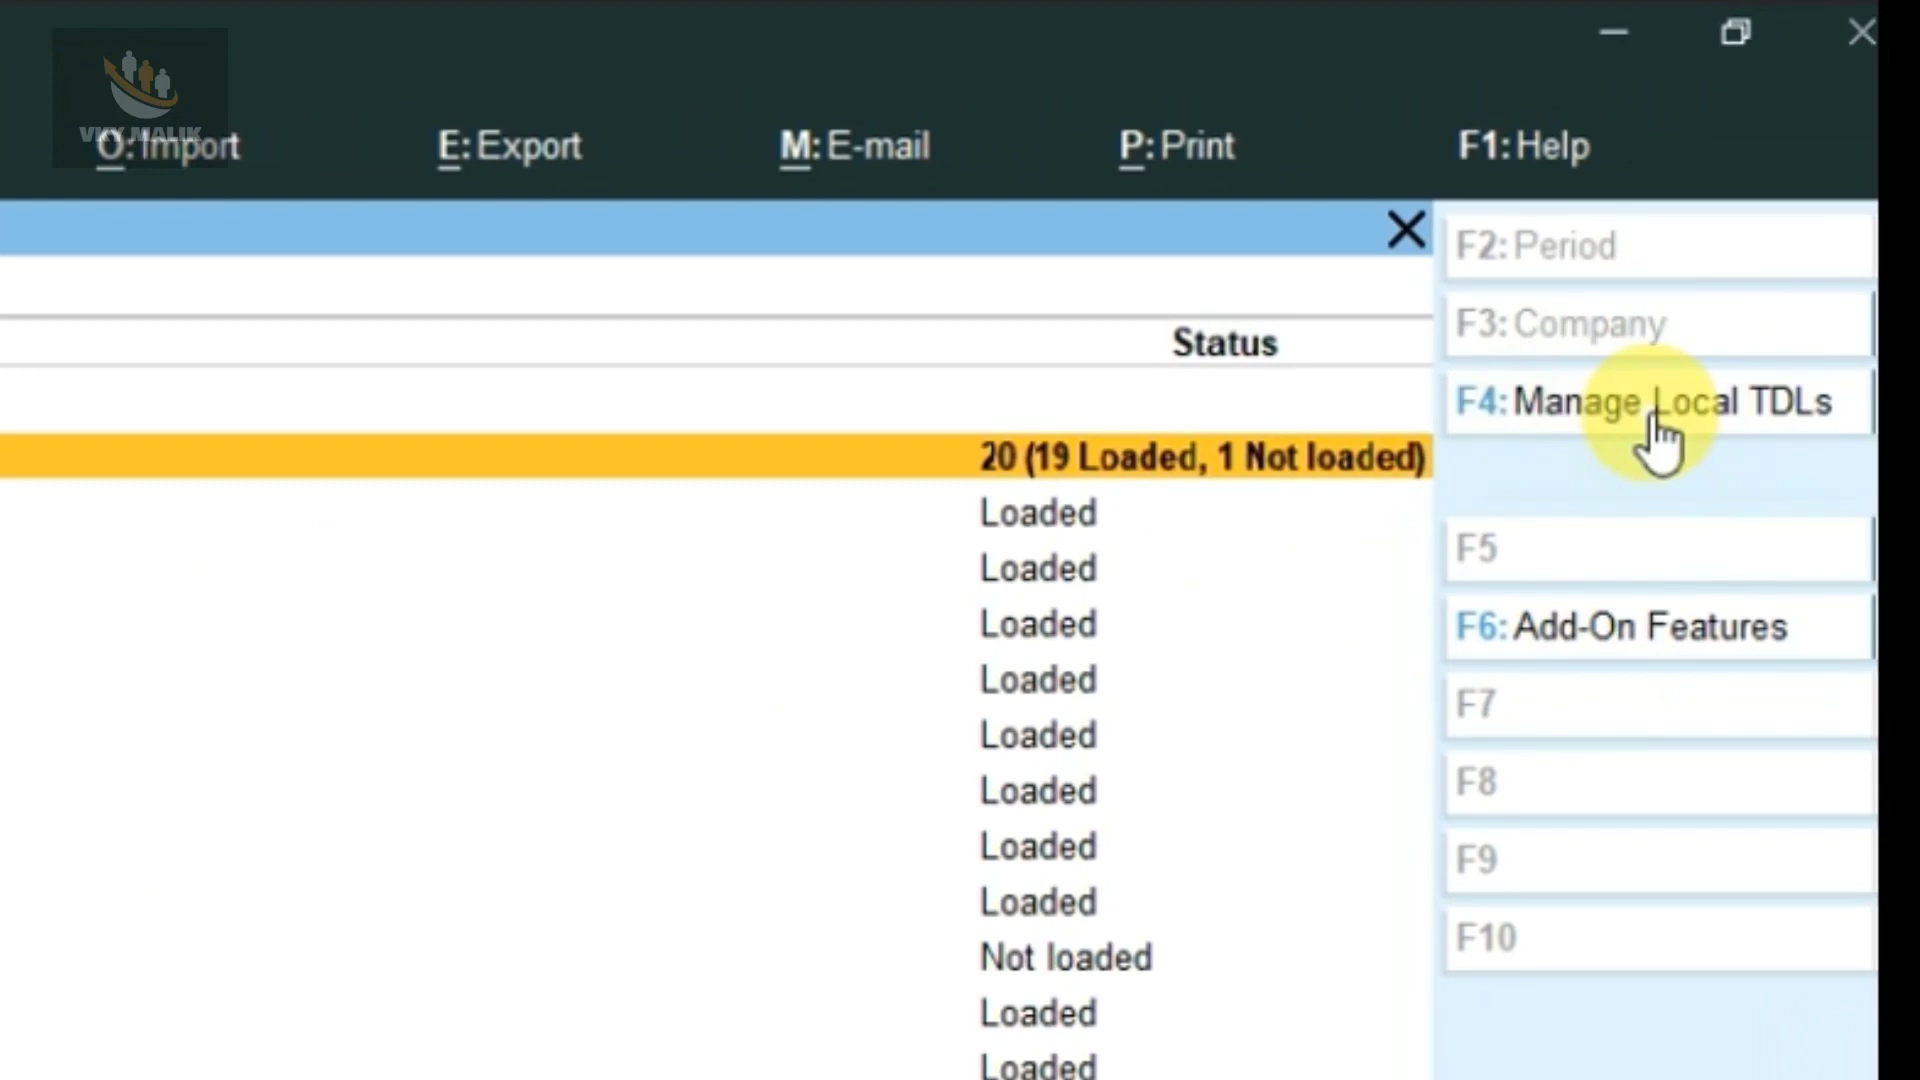 VKY MALIK
O: Import E: Export M: E-mail P: Print F1: Help
F2: Period
F3: Company
Status
F4: Manage Local TDLs
20 (19 Loaded, 1 Not loaded)
Loaded
F5
Loaded
Loaded
F6: Add-On Features
Loaded
F7
Loaded
Loaded
F8
Loaded
F9
Loaded
F10
Not loaded
Loaded
Loaded